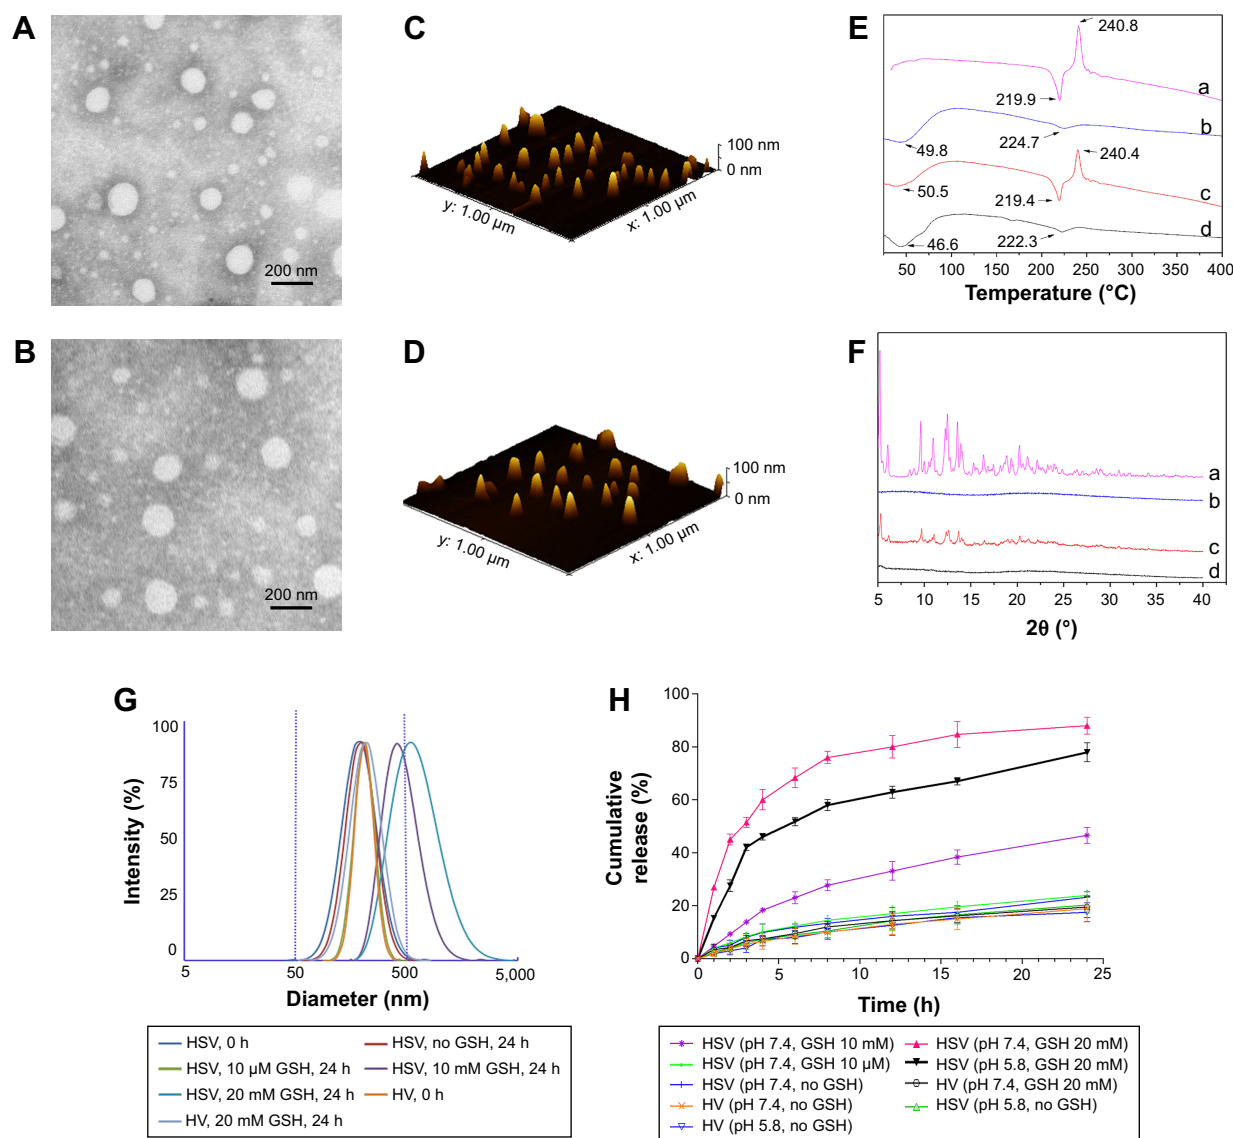 A
200 nm
B
200 nm
C
100 nm
0 nm
y: 1.00 µm
x: 1.00 µm
D
100 nm
0 nm
y: 1.00 µm
x: 1.00 µm
E
240.8
219.9
a
b
49.8
224.7
240.4
50.5
219.4
c
d
46.6
222.3
50 100 150 200 250 300 350 400
Temperature (°C)
F
a
b
c
d
5 10 15 20 25 30 35 40
2θ (°)
G
100
75
50
25
0
Intensity (%)
5 50 500 5,000
Diameter (nm)
HSV, 0 h
HSV, no GSH, 24 h
HSV, 10 µM GSH, 24 h
HSV, 10 mM GSH, 24 h
HSV, 20 mM GSH, 24 h
HV, 0 h
HV, 20 mM GSH, 24 h
H
100
80
60
40
20
0
Cumulative
release (%)
0 5 10 15 20 25
Time (h)
HSV (pH 7.4, GSH 10 mM)
HSV (pH 7.4, GSH 20 mM)
HSV (pH 7.4, GSH 10 µM)
HSV (pH 5.8, GSH 20 mM)
HSV (pH 7.4, no GSH)
HV (pH 7.4, GSH 20 mM)
HV (pH 7.4, no GSH)
HSV (pH 5.8, no GSH)
HV (pH 5.8, no GSH)